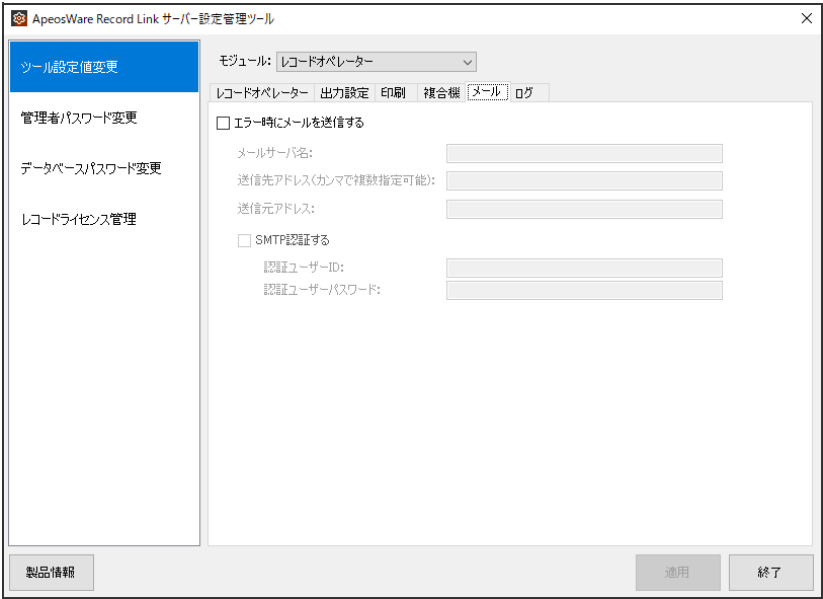 ApeosWare Record Link サーバー設定管理ツール
ツール設定値変更
管理者パスワード変更
データベースパスワード変更
レコードライセンス管理
モジュール: レコードオペレーター
レコードオペレーター 出力設定 印刷 複合機 メール ログ
エラー時にメールを送信する
メールサーバ名:
送信先アドレス(カンマで複数指定可能):
送信元アドレス:
SMTP認証する
認証ユーザーID:
認証ユーザーパスワード:
製品情報 適用 終了